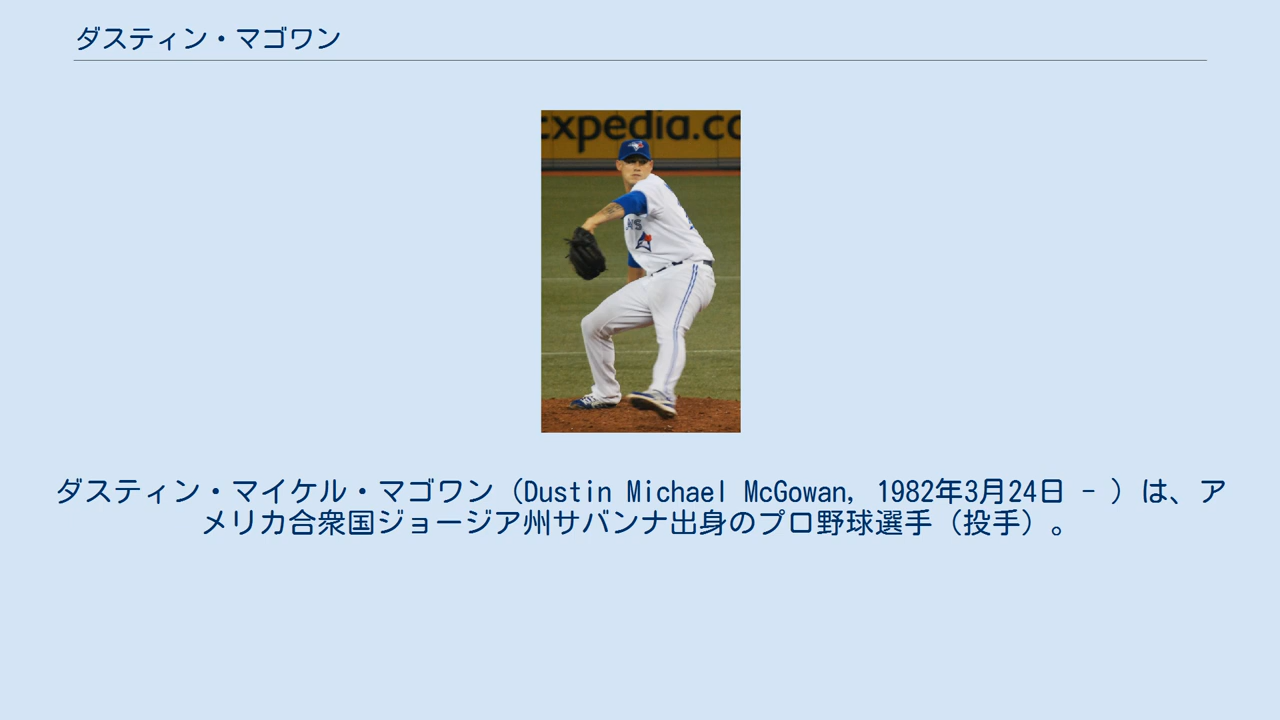 ダスティン・マゴワン
xpedia.co
ダスティン・マイケル・マゴワン（Dustin Michael McGowan, 1982年3月24日 - ）は、ア
メリカ合衆国ジョージア州サバンナ出身のプロ野球選手（投手）。